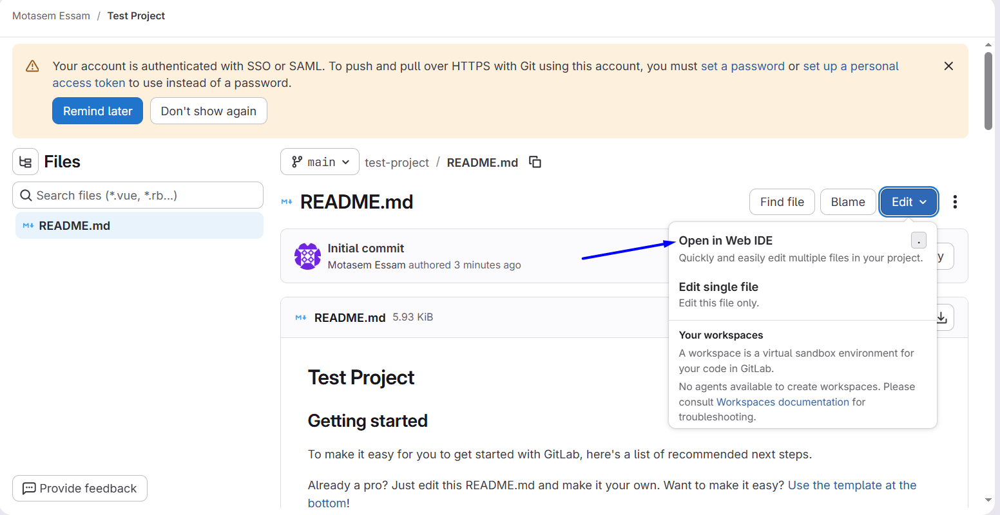 Motasem Essam / Test Project
Your account is authenticated with SSO or SAML. To push and pull over HTTPS with Git using this account, you must set a password or set up a personal
access token to use instead of a password.
Remind later
Don't show again
Files
main
test-project / README.md
Search files (*.vue, *.rb...)
README.md
README.md
Find file
Blame
Edit
Initial commit
Motasem Essam authored 3 minutes ago
y
Open in Web IDE
.
Quickly and easily edit multiple files in your project.
Edit single file
Edit this file only.
Your workspaces
A workspace is a virtual sandbox environment for
your code in GitLab.
No agents available to create workspaces. Please
consult Workspaces documentation for
troubleshooting.
README.md 5.93 KiB
Test Project
Getting started
To make it easy for you to get started with GitLab, here's a list of recommended next steps.
Already a pro? Just edit this README.md and make it your own. Want to make it easy? Use the template at the
bottom!
Provide feedback